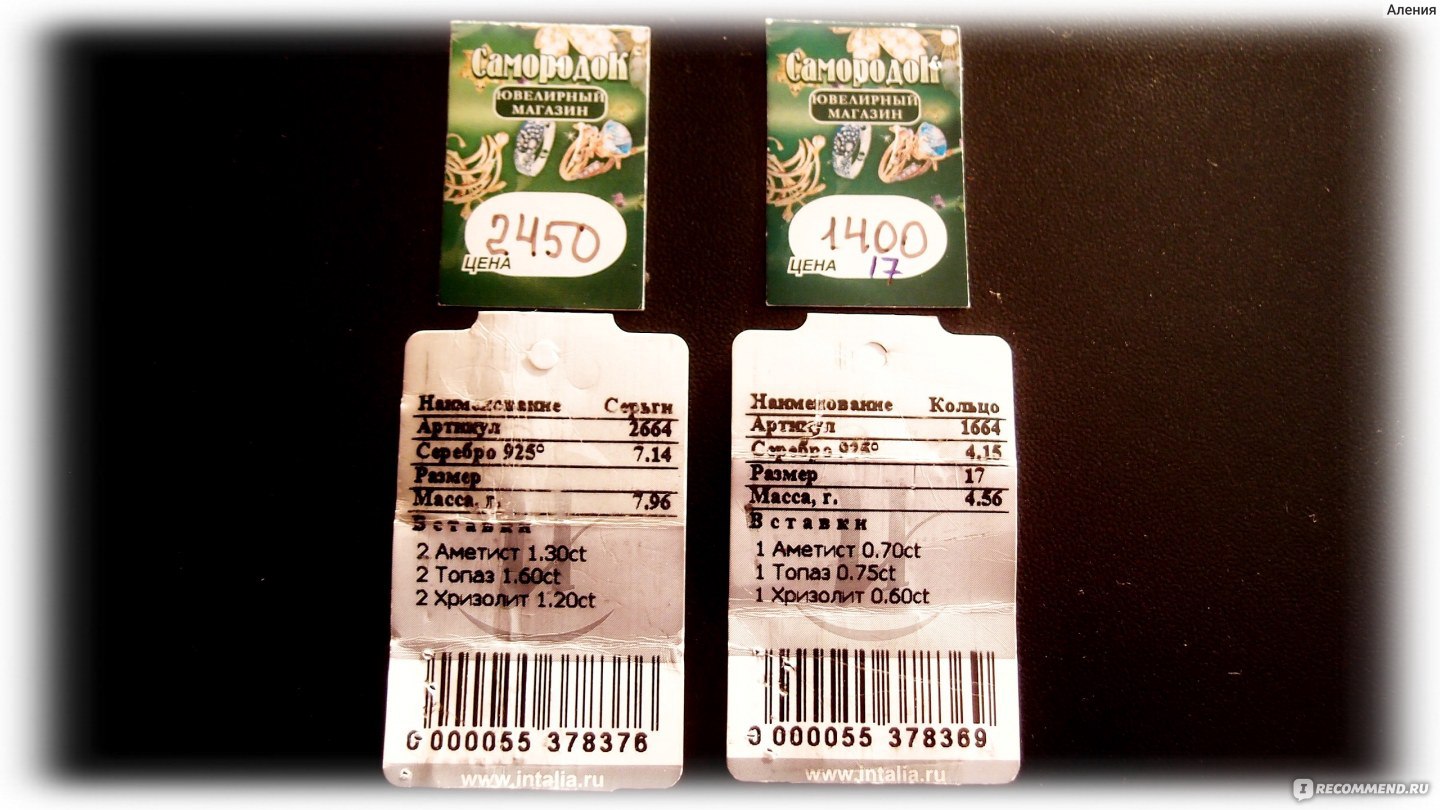 Аления
Самородок
ЮВЕЛИРНЫЙ
МАГАЗИН
2450
ЦЕНА
Самородок
ЮВЕЛИРНЫЙ
МАГАЗИН
1400
ЦЕНА 17
Наименование Серьги
Артикул 2664
Серебро 925° 7.14
Размер
Масса, г. 7.96
Вставки
2 Аметист 1.30ct
2 Топаз 1.60ct
2 Хризолит 1.20ct
0 000055 378376
www.jntalia.ru
Наименование Кольцо
Артикул 1664
Серебро 925° 4.15
Размер 17
Масса, г. 4.56
Вставки
1 Аметист 0.70ct
1 Топаз 0.75ct
1 Хризолит 0.60ct
0 000055 378369
www.jntalia.ru
IRECOMMEND.RU